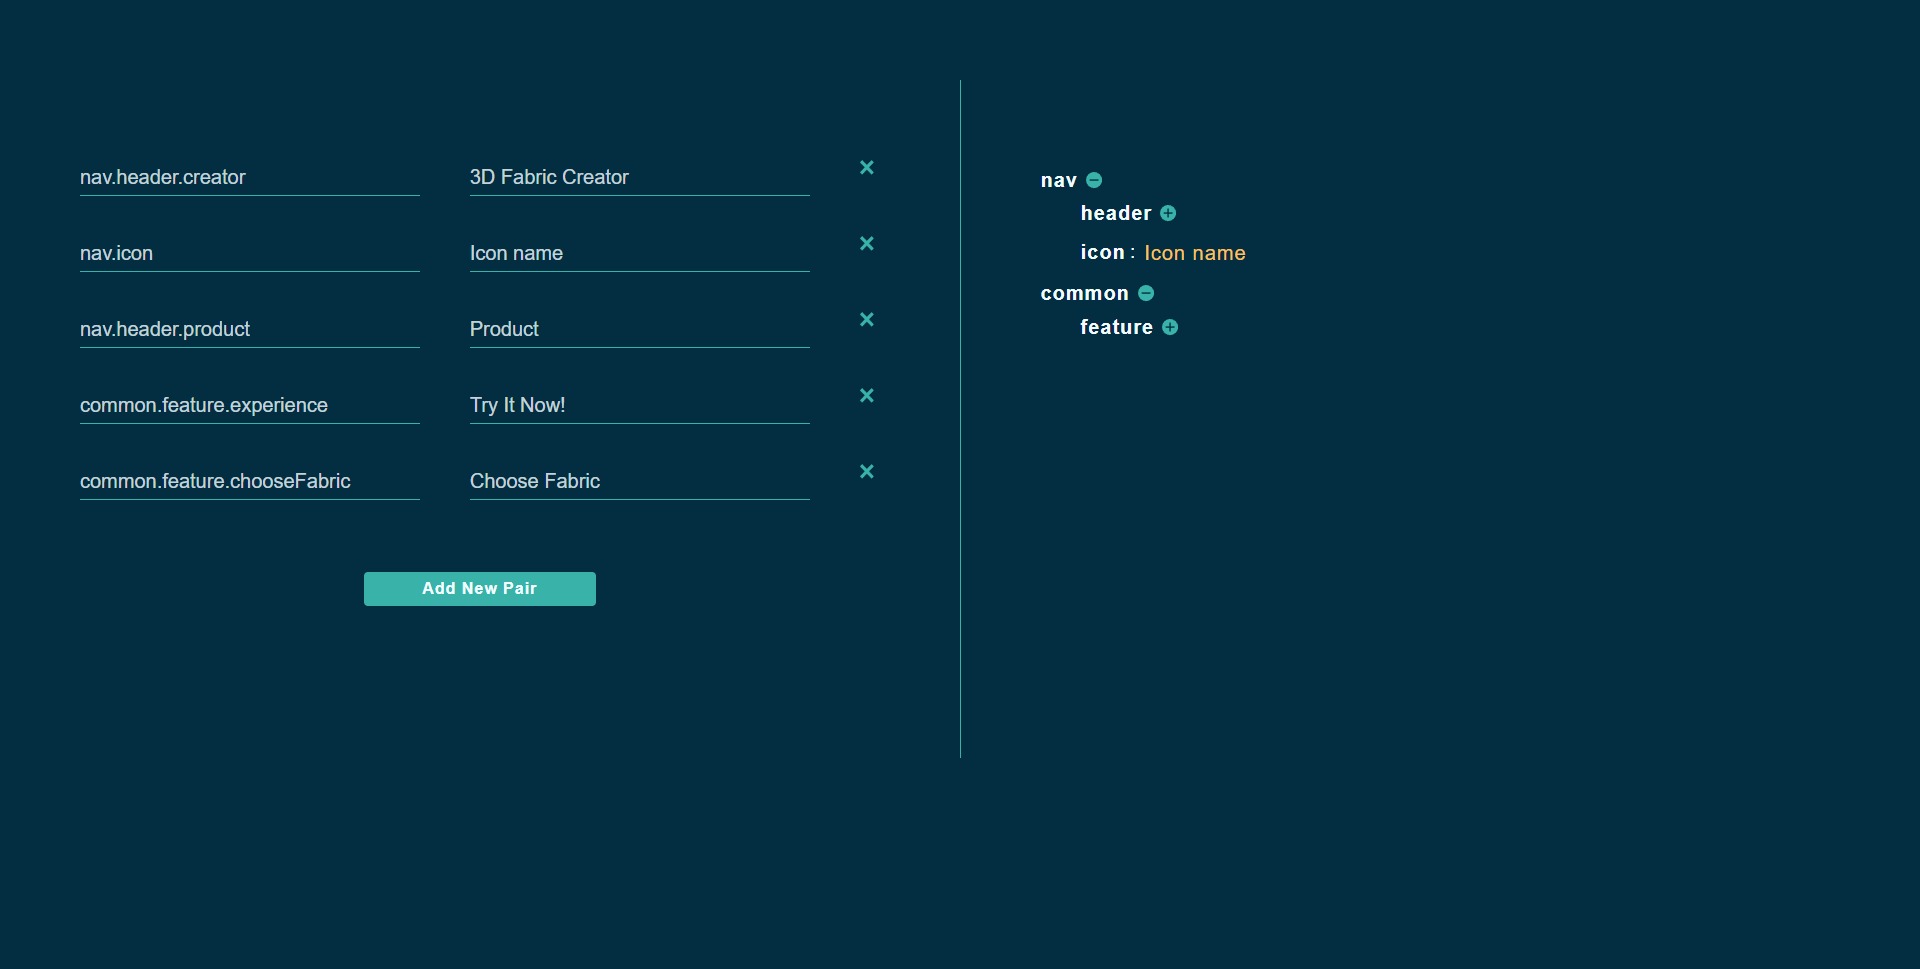 nav.header.creator 3D Fabric Creator ×
nav.icon Icon name ×
nav.header.product Product ×
common.feature.experience Try It Now! ×
common.feature.chooseFabric Choose Fabric ×
Add New Pair
nav
header
icon : Icon name
common
feature